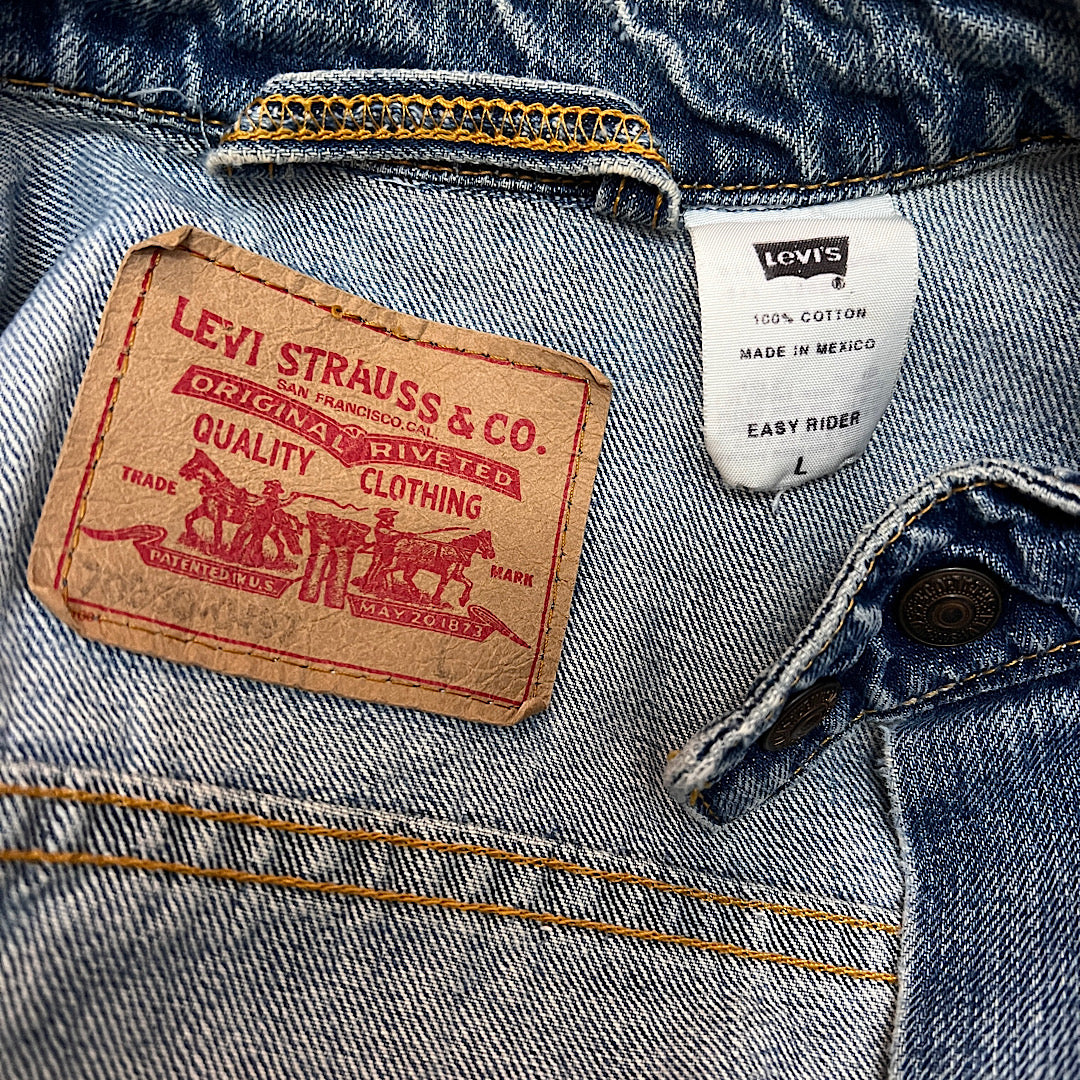 LEVI STRAUSS & CO.
SAN FRANCISCO, CAL.
ORIGINAL RIVETED
QUALITY CLOTHING
TRADE MARK
PATENTED IN U.S.
MAY 20 1873
LEVI'S
®
100% COTTON
MADE IN MEXICO
EASY RIDER
L